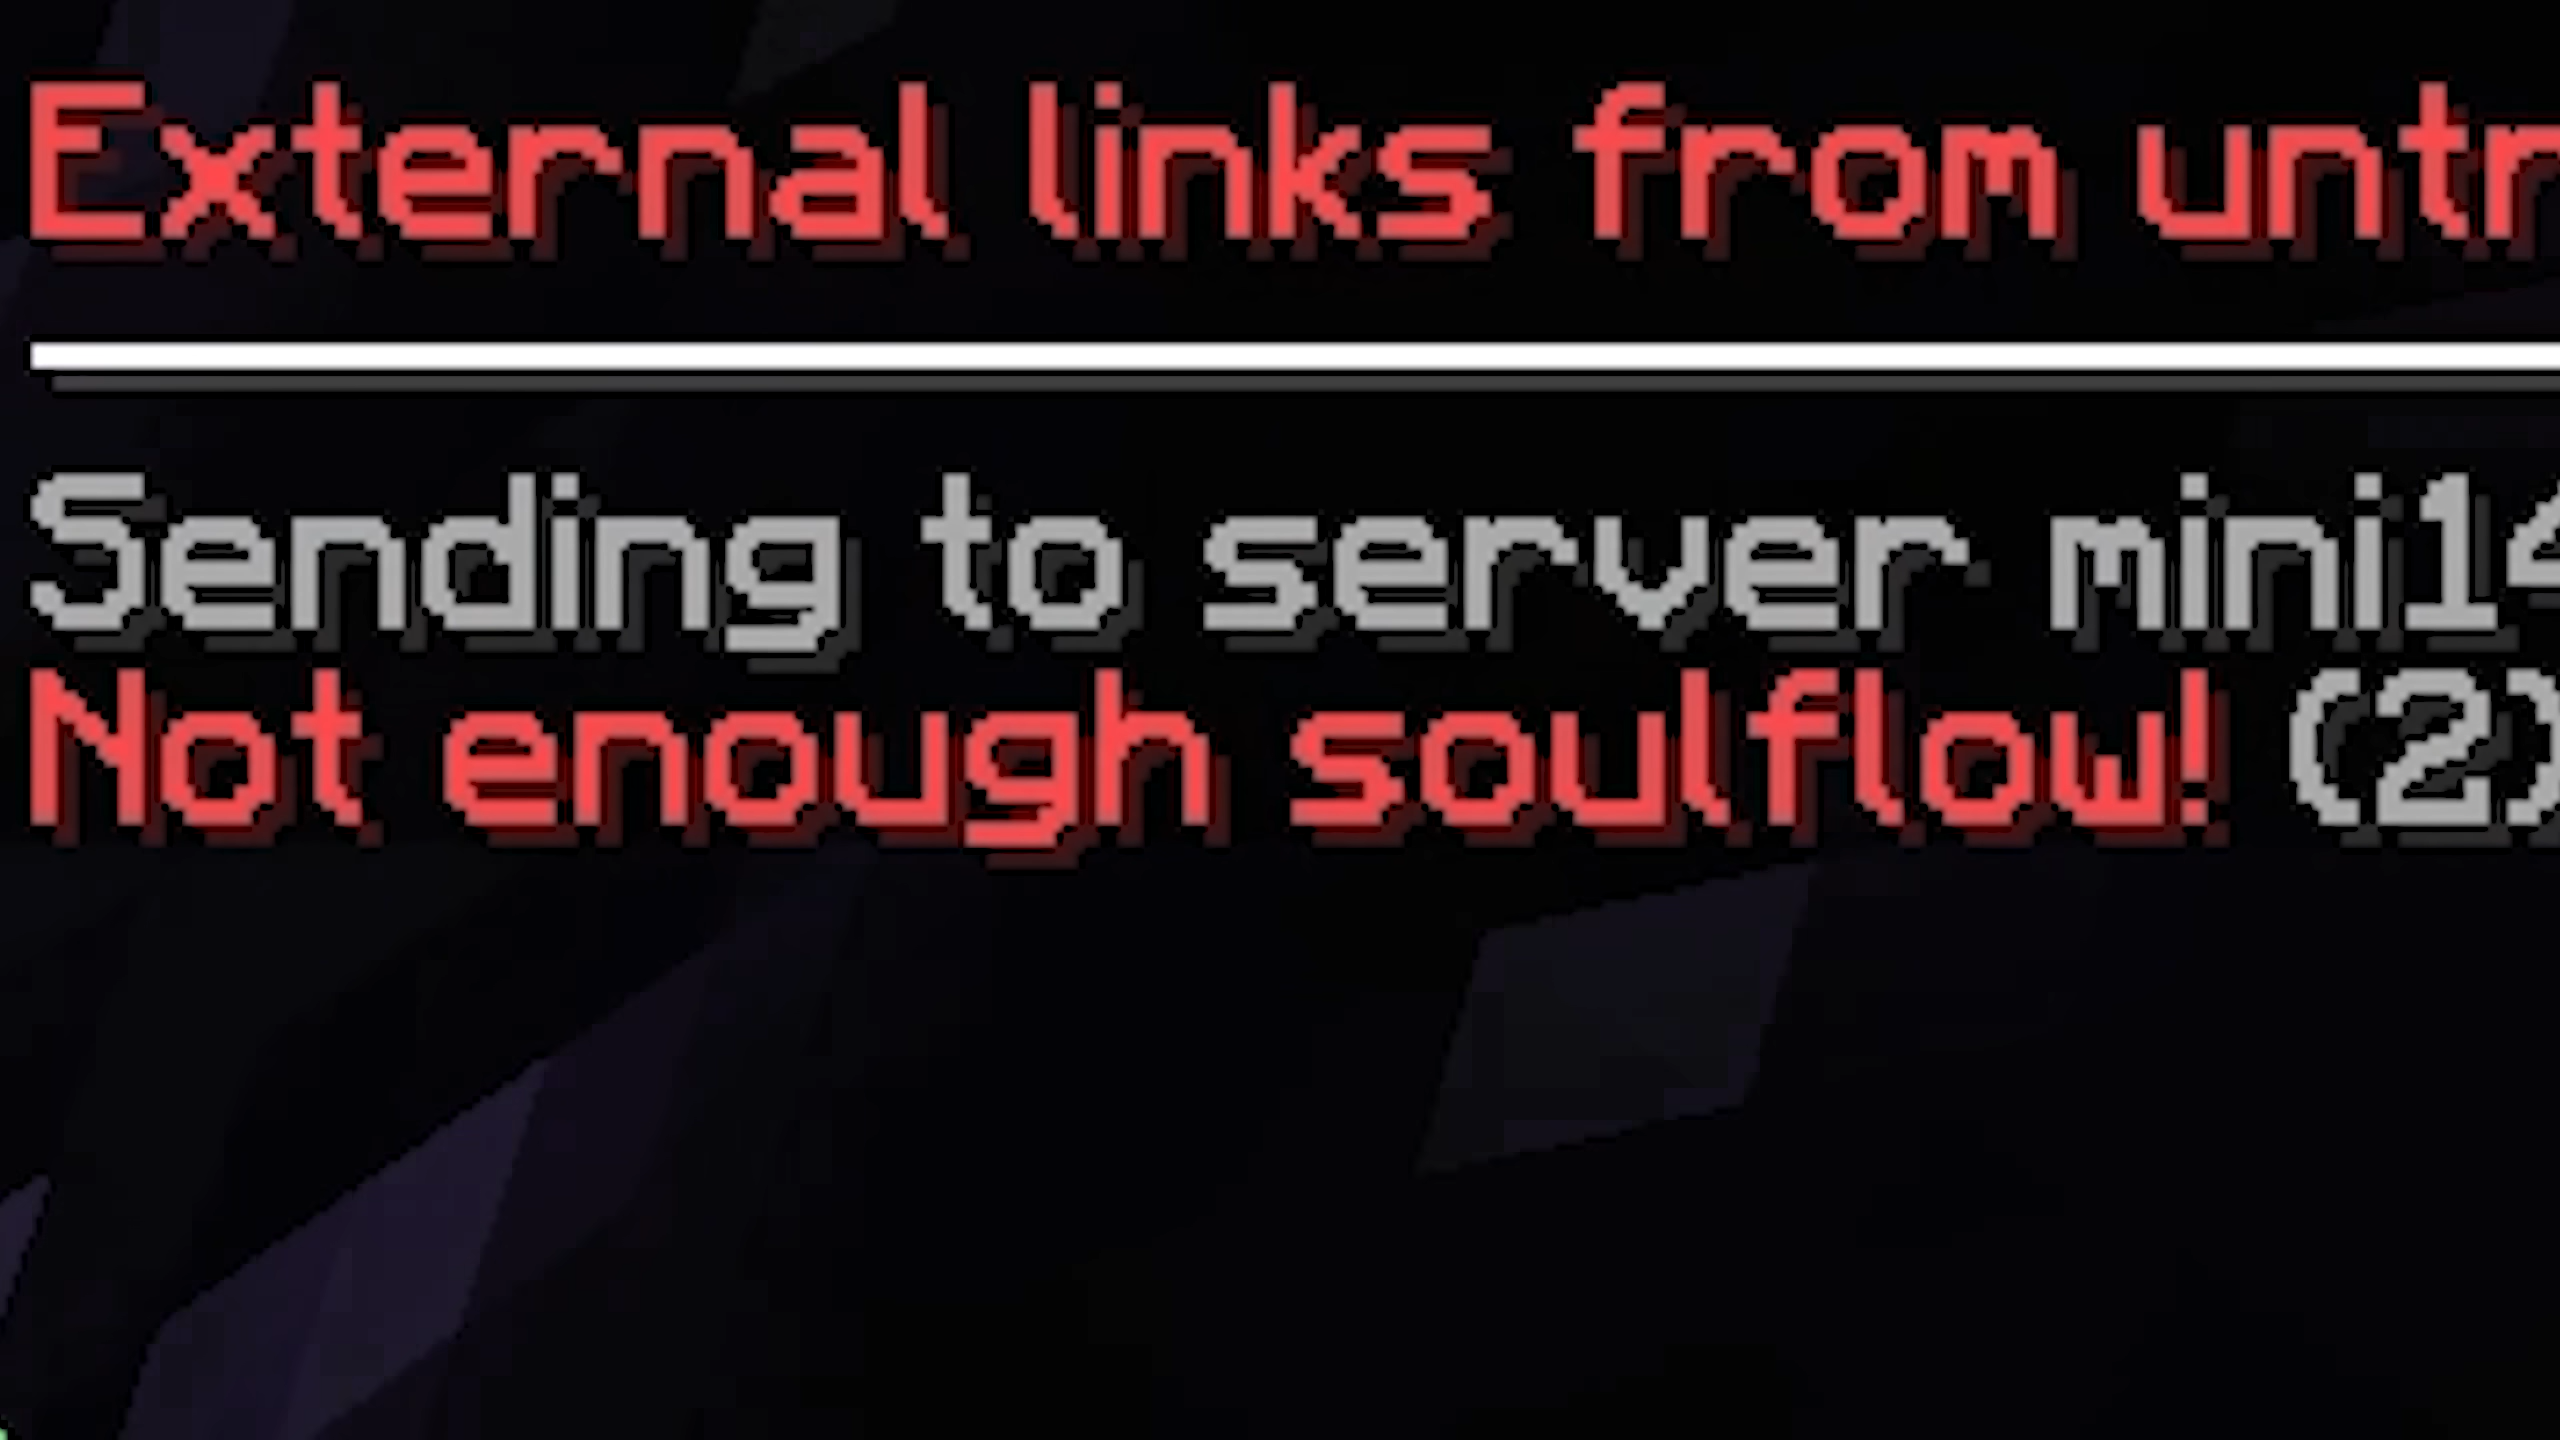 External links from
Sending to server
Not enough soulflow! (2)